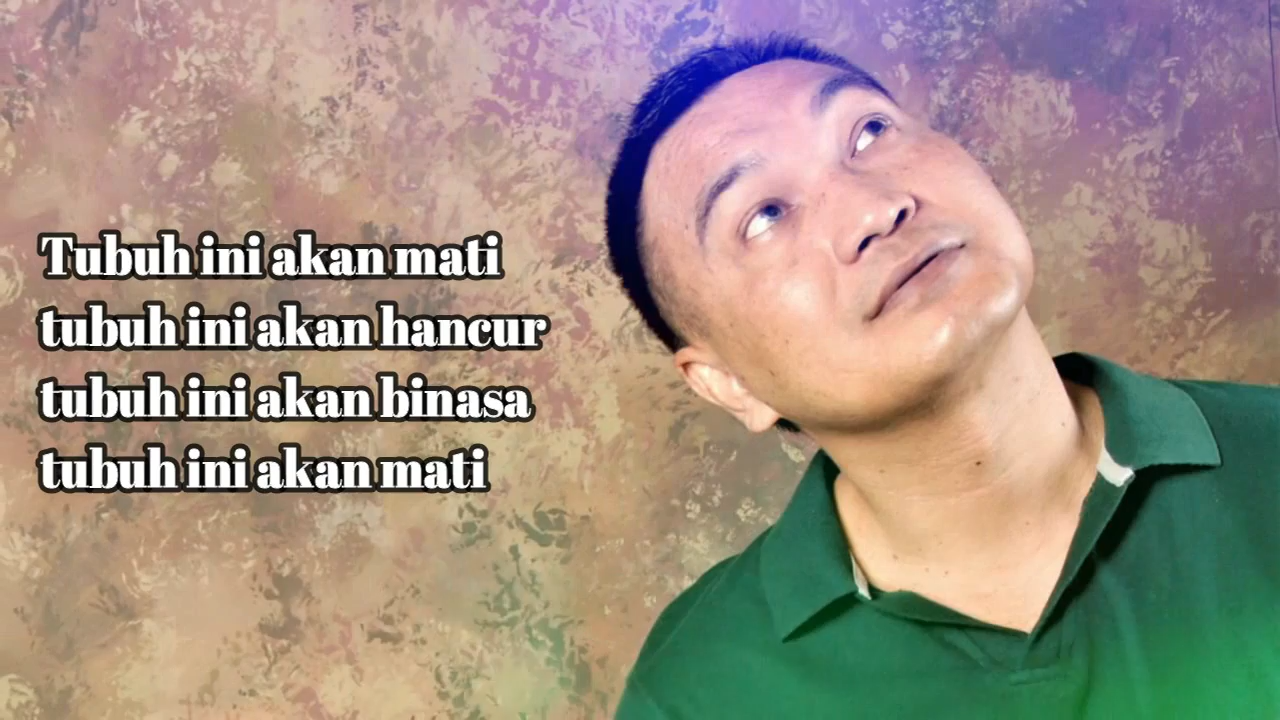 Tubuh ini akan mati
tubuh ini akan hancur
tubuh ini akan binasa
tubuh ini akan mati